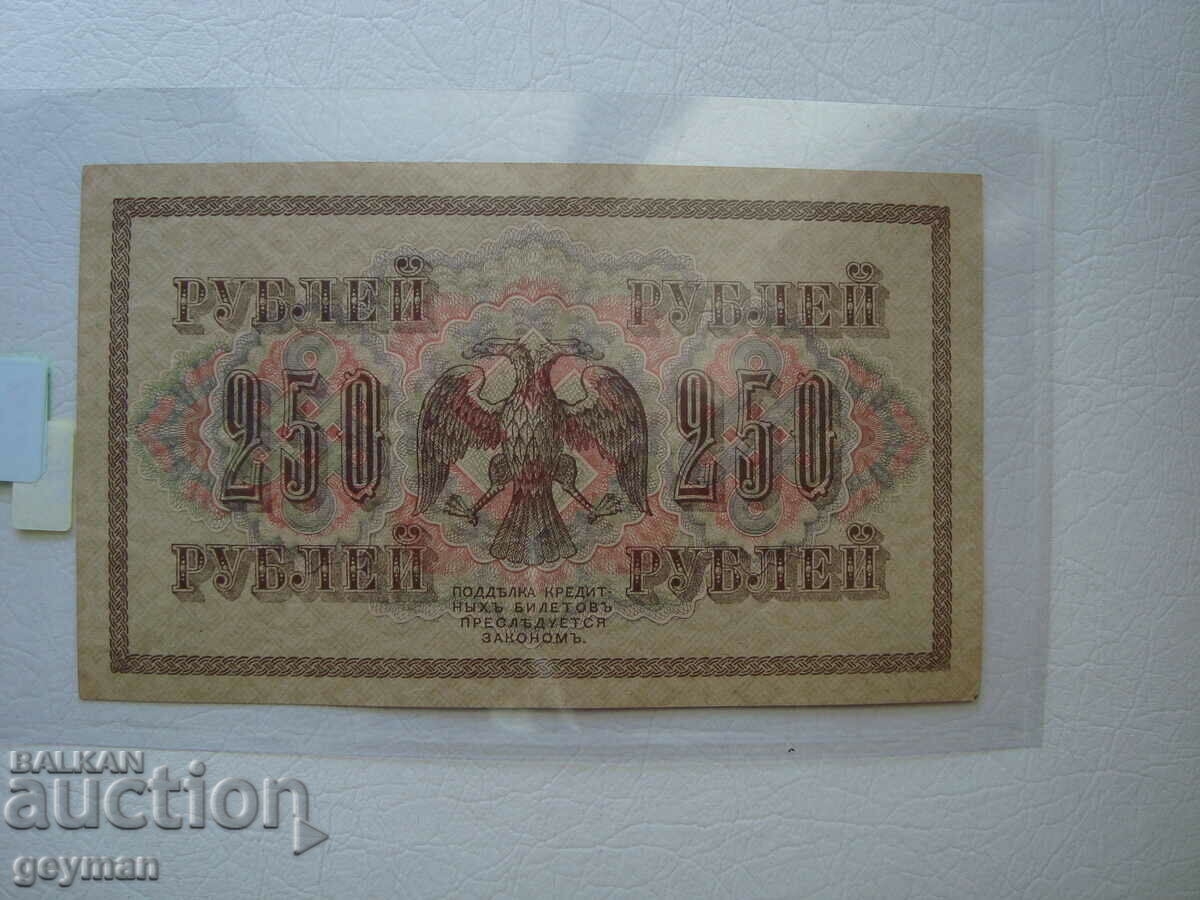 РУБЛЕЙ РУБЛЕЙ
250 250
РУБЛЕЙ РУБЛЕЙ
ПОДДѢЛКА КРЕДИТ-
НЫХЪ БИЛЕТОВЪ
ПРЕСЛѢДУЕТСЯ
ЗАКОНОМЪ.
BALKAN
auction
geyman